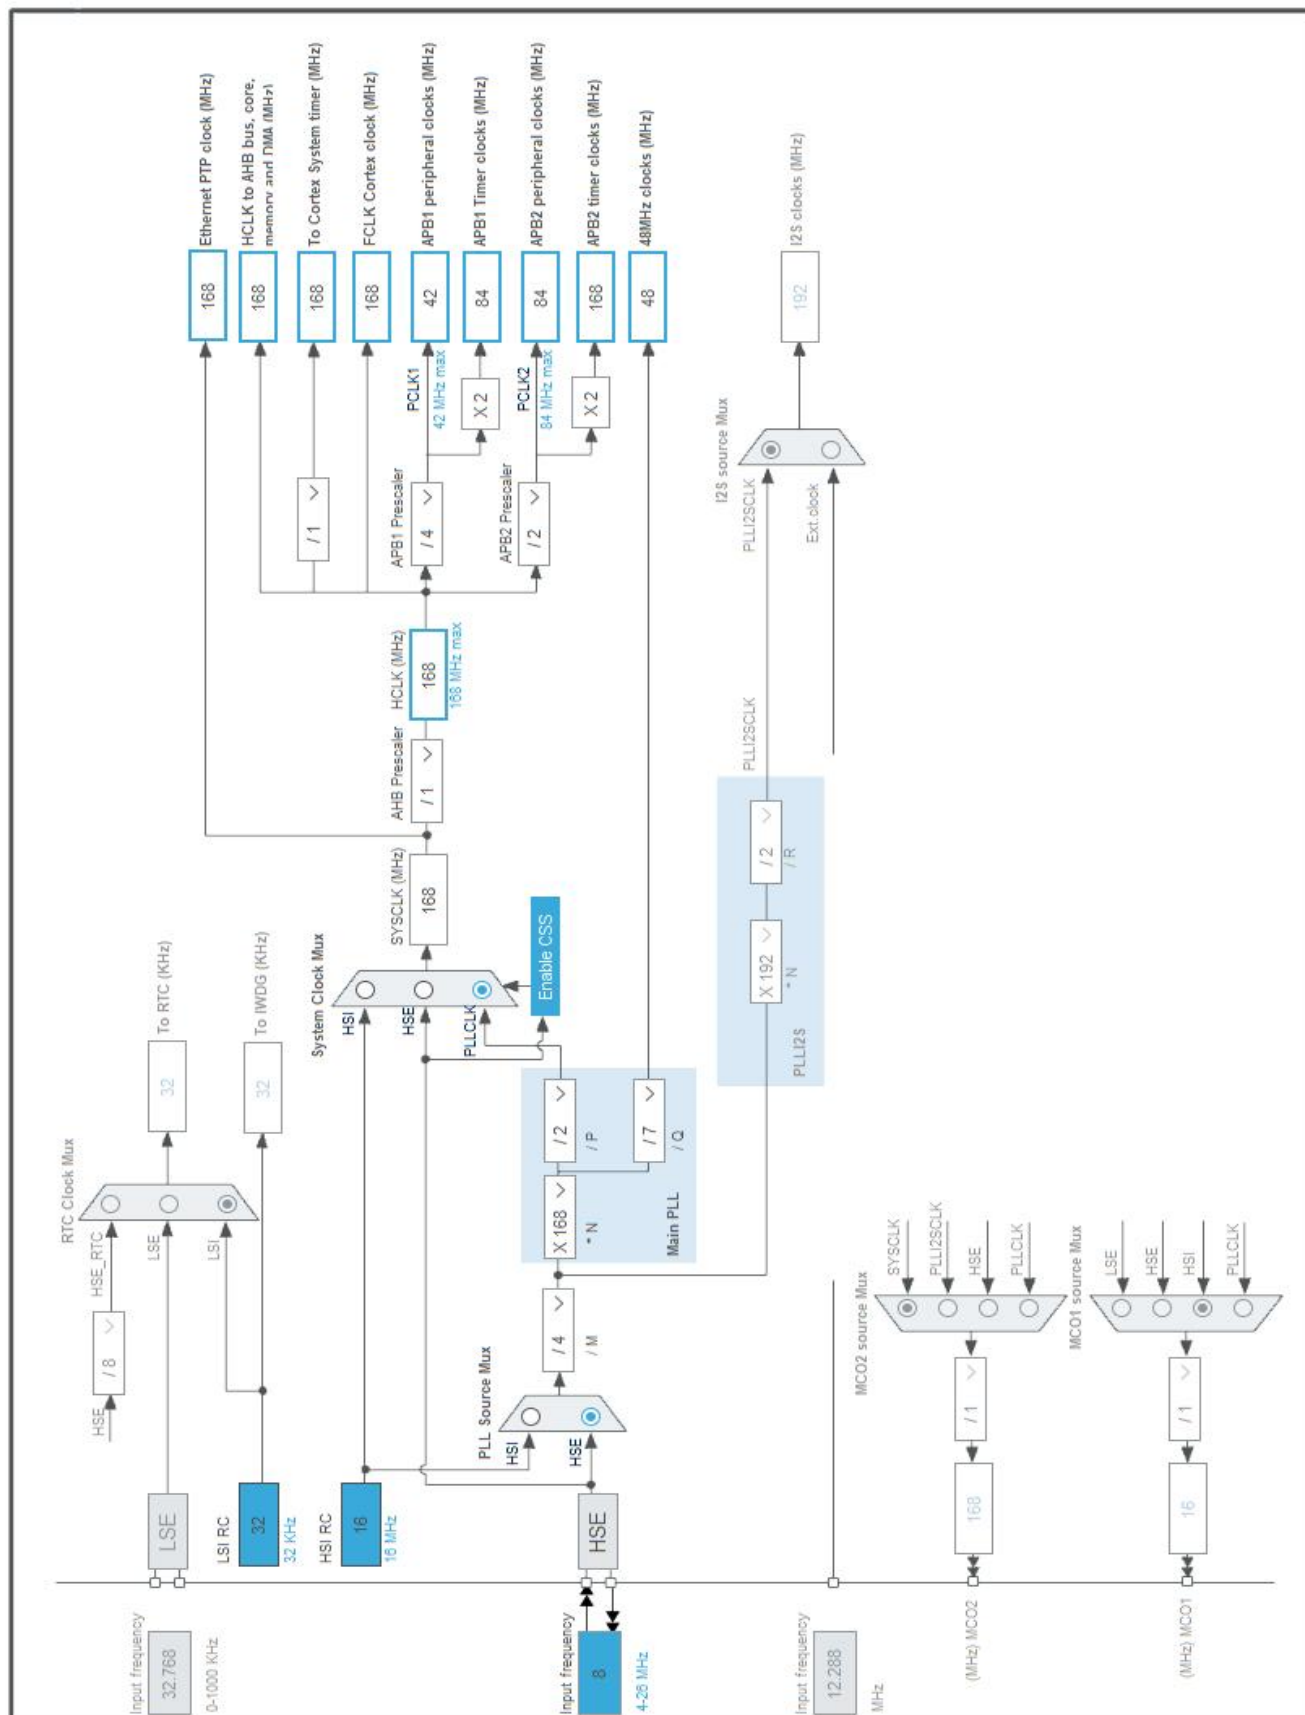 Input frequency
32.768
0-1000 KHz
LSE
LSI RC
32
32 KHz
HSI RC
16
16 MHz
HSE
/ 8
HSE_RTC
LSE
LSI
RTC Clock Mux
32
To RTC (KHz)
32
To IWDG (KHz)
Input frequency
8
4-26 MHz
HSE
PLL Source Mux
HSI
HSE
/ 4
/ M
X 168
* N
/ 2
/ P
/ 7
/ Q
Main PLL
System Clock Mux
HSI
HSE
PLLCLK
Enable CSS
SYSCLK (MHz)
168
AHB Prescaler
/ 1
HCLK (MHz)
168
168 MHz max
/ 1
APB1 Prescaler
/ 4
PCLK1
42 MHz max
X 2
APB2 Prescaler
/ 2
PCLK2
84 MHz max
X 2
168
Ethernet PTP clock (MHz)
168
HCLK to AHB bus, core,
memory and DMA (MHz)
168
To Cortex System timer (MHz)
168
FCLK Cortex clock (MHz)
42
APB1 peripheral clocks (MHz)
84
APB1 Timer clocks (MHz)
84
APB2 peripheral clocks (MHz)
168
APB2 timer clocks (MHz)
48
48MHz clocks (MHz)
PLLI2S
X 192
* N
/ 2
/ R
PLLI2SCLK
PLLI2SCLK
Ext.clock
I2S source Mux
192
I2S clocks (MHz)
Input frequency
12.288
MHz
(MHz) MCO2
168
/ 1
MCO2 source Mux
SYSCLK
PLLI2SCLK
HSE
PLLCLK
(MHz) MCO1
16
/ 1
MCO1 source Mux
LSE
HSE
HSI
PLLCLK